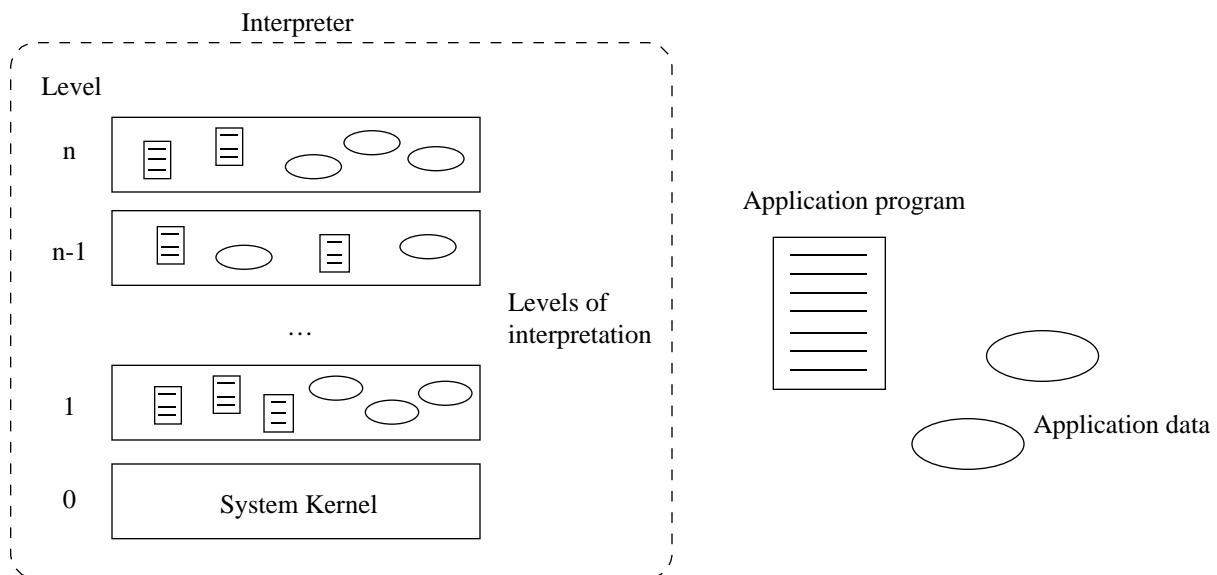 Interpreter
Level
n
n-1
Application program
…
Levels of
interpretation
1
Application data
0
System Kernel